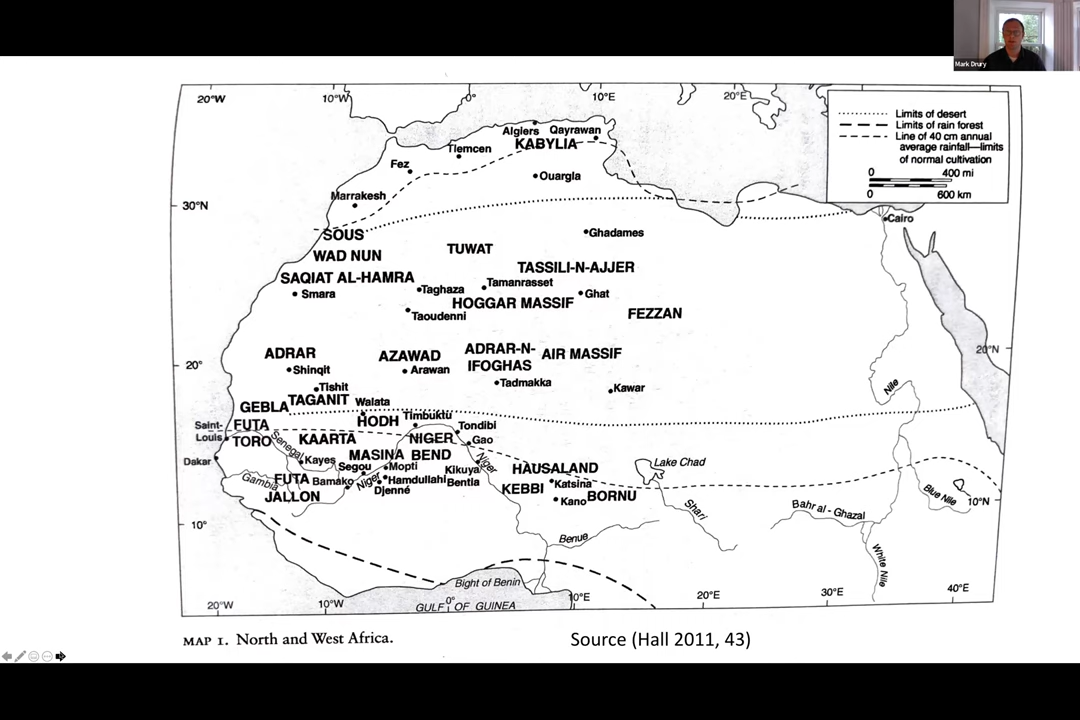 Mark Drury
20°W
10°W
0°
10°E
20°E
Limits of desert
Limits of rain forest
Line of 40 cm annual
average rainfall—limits
of normal cultivation
0 400 mi
0 600 km
Algiers Qayrawan
KABYLIA
Tlemcen
Fez
Ouargla
Marrakesh
30°N
Cairo
SOUS
Ghadames
WAD NUN
TUWAT
TASSILI-N-AJJER
SAQIAT AL-HAMRA
Tamanrasset
Smara
Taghaza
Ghat
HOGGAR MASSIF
Taoudenni
FEZZAN
ADRAR
AZAWAD
ADRAR-N-
IFOGHAS
AIR MASSIF
20°N
20°
Shinqit
Arawan
Tadmakka
Kawar
Nile
Tishit
TAGANIT
Walata
GEBLA
Timbuktu
HODH
Saint-
Louis
FUTA
TORO
Tondibi
Senegal
KAARTA
NIGER
BEND
Gao
Dakar
Kayes
MASINA
Segou
Mopti
Kikuya
Niger
HAUSALAND
Lake Chad
Gambia
FUTA
JALLON
Bamako
Niger
Hamdullahi
Bentia
Djenné
KEBBI
Katsina
Kano
BORNU
Blue Nile
10°N
Shari
Bahr al-Ghazal
10°
Benue
White Nile
Bight of Benin
20°W
10°W
0°
GULF OF GUINEA
10°E
20°E
30°E
40°E
MAP 1. North and West Africa.
Source (Hall 2011, 43)